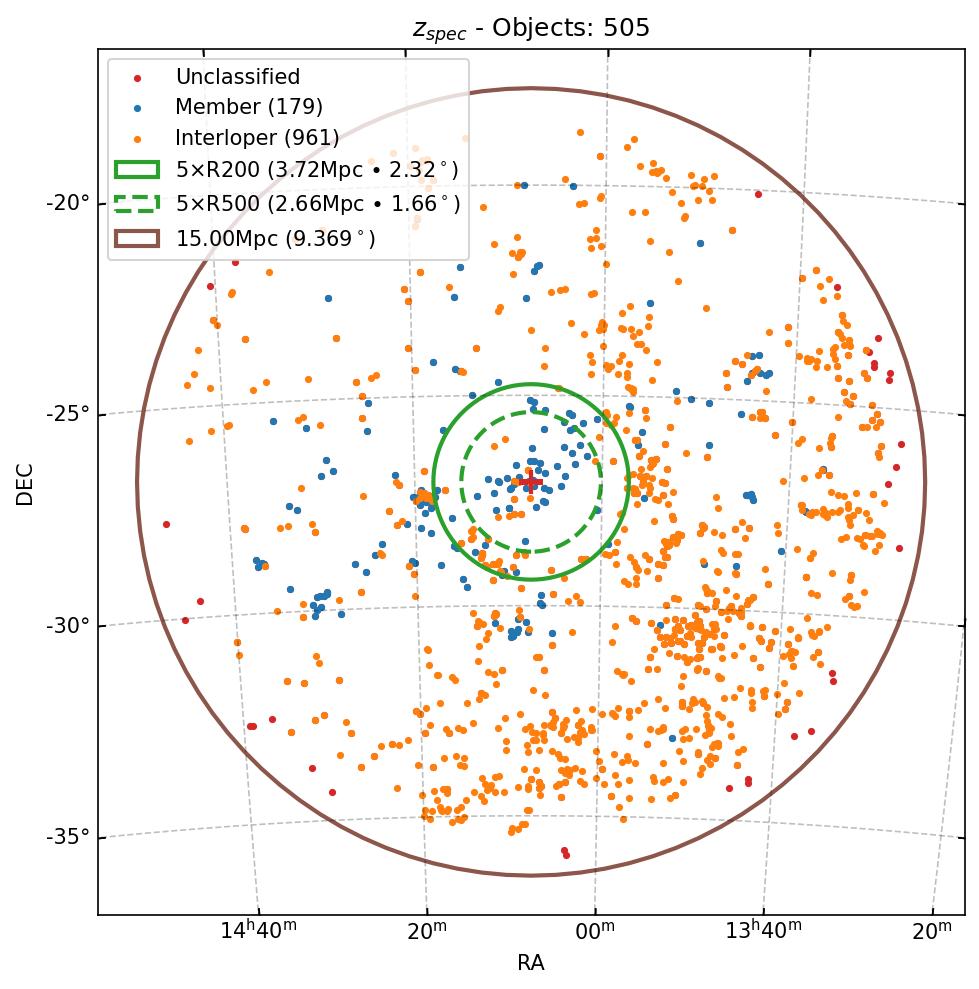 z_spec - Objects: 505
Unclassified
Member (179)
Interloper (961)
5×R200 (3.72Mpc • 2.32°)
5×R500 (2.66Mpc • 1.66°)
15.00Mpc (9.369°)
-20°
-25°
-30°
-35°
DEC
14ʰ40ᵐ
20ᵐ
00ᵐ
13ʰ40ᵐ
20ᵐ
RA